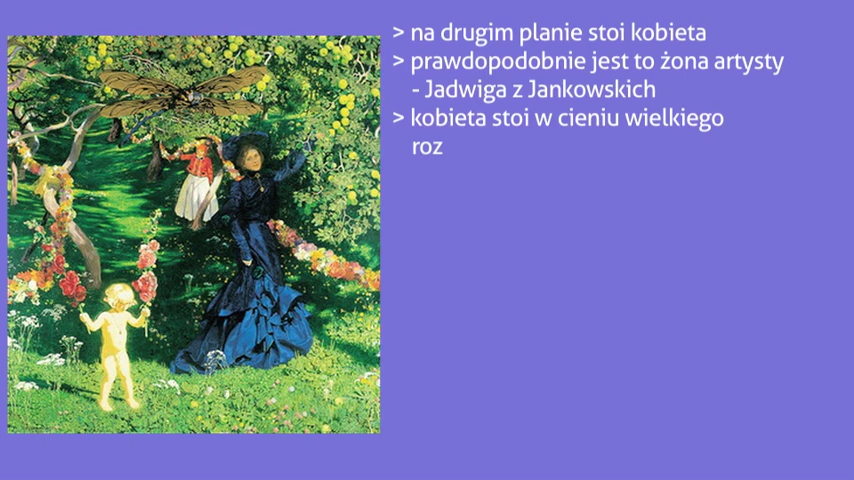 > na drugim planie stoi kobieta
> prawdopodobnie jest to żona artysty
- Jadwiga z Jankowskich
> kobieta stoi w cieniu wielkiego
roz